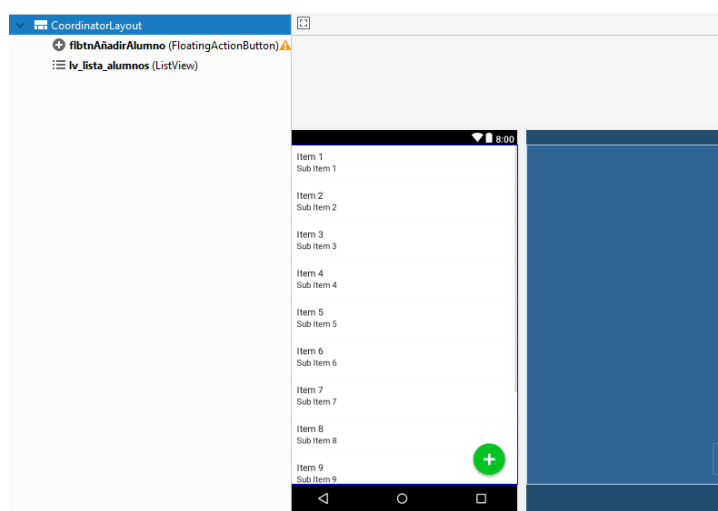 CoordinatorLayout
flbtnAñadirAlumno (FloatingActionButton)
lv_lista_alumnos (ListView)
8:00
Item 1
Sub Item 1
Item 2
Sub Item 2
Item 3
Sub Item 3
Item 4
Sub Item 4
Item 5
Sub Item 5
Item 6
Sub Item 6
Item 7
Sub Item 7
Item 8
Sub Item 8
Item 9
Sub Item 9